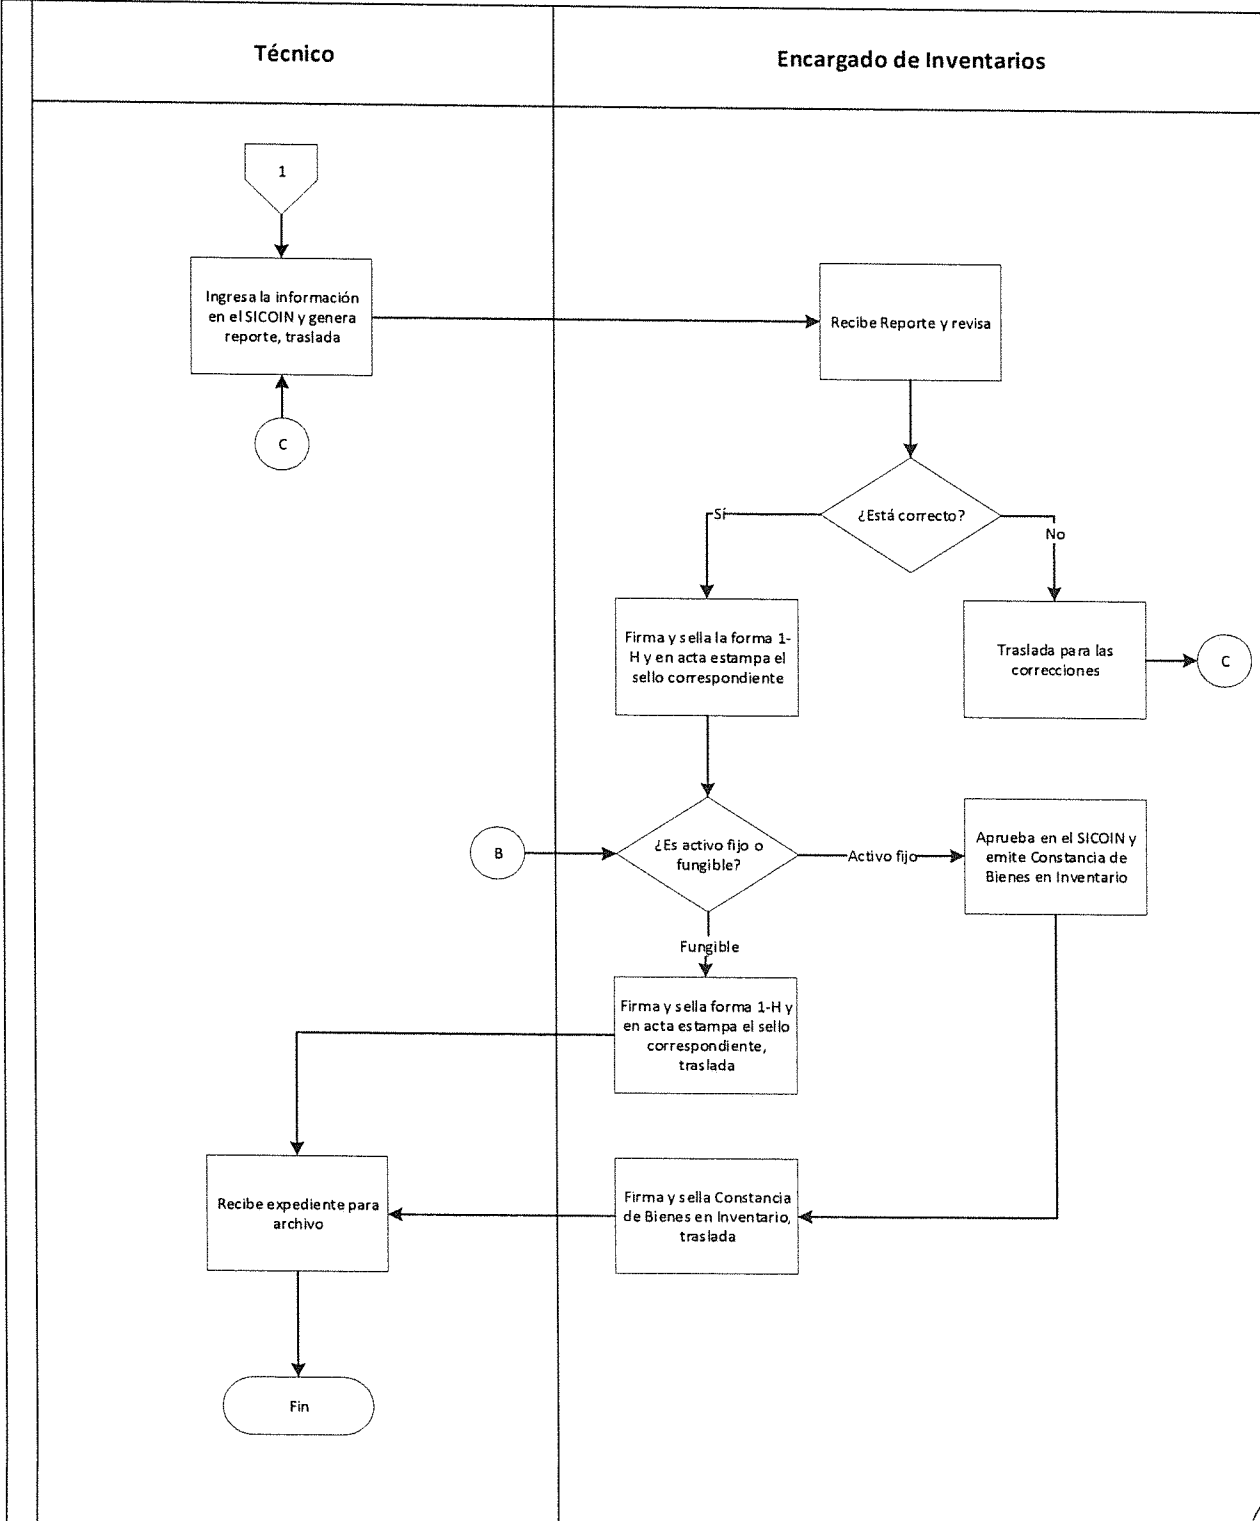 Técnico
Encargado de Inventarios
1
Ingresa la información
en el SICOIN y genera
reporte, traslada
Recibe Reporte y revisa
C
¿Está correcto?
Sí
No
Firma y sella la forma 1-
H y en acta estampa el
sello correspondiente
Traslada para las
correcciones
C
B
¿Es activo fijo o
fungible?
Activo fijo
Aprueba en el SICOIN y
emite Constancia de
Bienes en Inventario
Fungible
Firma y sella forma 1-H y
en acta estampa el sello
correspondiente,
traslada
Recibe expediente para
archivo
Firma y sella Constancia
de Bienes en Inventario,
traslada
Fin